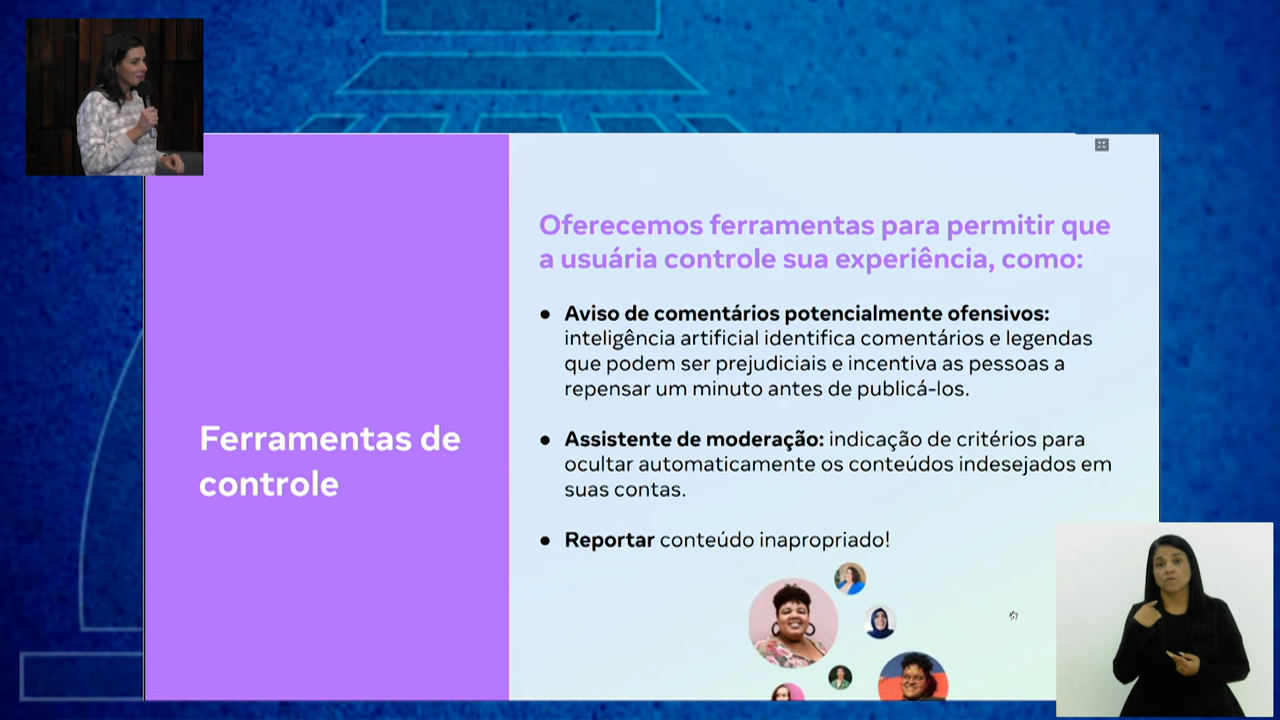 Ferramentas de
controle
Oferecemos ferramentas para permitir que
a usuária controle sua experiência, como:
● Aviso de comentários potencialmente ofensivos:
inteligência artificial identifica comentários e legendas
que podem ser prejudiciais e incentiva as pessoas a
repensar um minuto antes de publicá-los.
● Assistente de moderação: indicação de critérios para
ocultar automaticamente os conteúdos indesejados em
suas contas.
● Reportar conteúdo inapropriado!